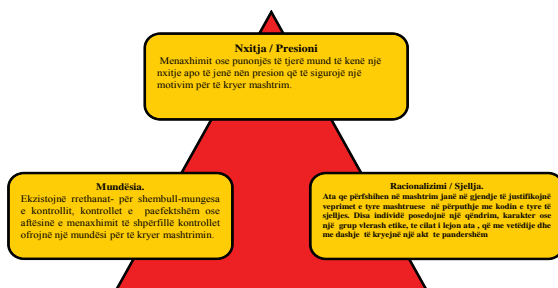 Nxitja / Presioni
Menaxhimit ose punonjës të tjerë mund të kenë një
nxitje apo të jenë nën presion që të sigurojë një
motivim për të kryer mashtrim.
Mundësia.
Ekzistojnë rrethanat- për shembull-mungesa
e kontrollit, kontrollet e paefektshëm ose
aftësinë e menaxhimit të shpërfillë kontrollet
ofrojnë një mundësi për të kryer mashtrimin.
Racionalizimi / Sjellja.
Ata qe përfshihen në mashtrim janë në gjendje të justifikojnë
veprimet e tyre mashtruese në përputhje me kodin e tyre të
sjelljes. Disa individë posedojnë një qëndrim, karakter ose
një grup vlerash etike, te cilat i lejon ata , që me vetëdije dhe
me dashje të kryejnë një akt te pandershëm